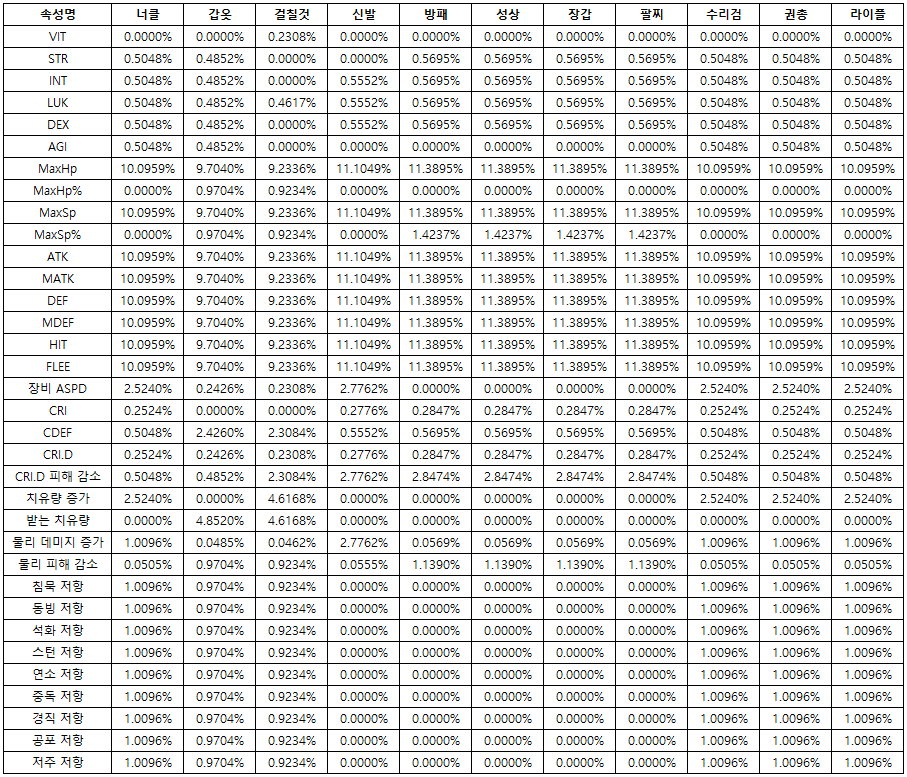 속성명 너클 갑옷 걸칠것 신발 방패 성상 장갑 팔찌 수리검 권총 라이플
VIT 0.0000% 0.0000% 0.2308% 0.0000% 0.0000% 0.0000% 0.0000% 0.0000% 0.0000% 0.0000% 0.0000%
STR 0.5048% 0.4852% 0.0000% 0.0000% 0.5695% 0.5695% 0.5695% 0.5695% 0.5048% 0.5048% 0.5048%
INT 0.5048% 0.4852% 0.0000% 0.5552% 0.5695% 0.5695% 0.5695% 0.5695% 0.5048% 0.5048% 0.5048%
LUK 0.5048% 0.4852% 0.4617% 0.5552% 0.5695% 0.5695% 0.5695% 0.5695% 0.5048% 0.5048% 0.5048%
DEX 0.5048% 0.4852% 0.0000% 0.5552% 0.5695% 0.5695% 0.5695% 0.5695% 0.5048% 0.5048% 0.5048%
AGI 0.5048% 0.4852% 0.0000% 0.0000% 0.0000% 0.0000% 0.0000% 0.0000% 0.5048% 0.5048% 0.5048%
MaxHp 10.0959% 9.7040% 9.2336% 11.1049% 11.3895% 11.3895% 11.3895% 11.3895% 10.0959% 10.0959% 10.0959%
MaxHp% 0.0000% 0.9704% 0.9234% 0.0000% 0.0000% 0.0000% 0.0000% 0.0000% 0.0000% 0.0000% 0.0000%
MaxSp 10.0959% 9.7040% 9.2336% 11.1049% 11.3895% 11.3895% 11.3895% 11.3895% 10.0959% 10.0959% 10.0959%
MaxSp% 0.0000% 0.9704% 0.9234% 0.0000% 1.4237% 1.4237% 1.4237% 1.4237% 0.0000% 0.0000% 0.0000%
ATK 10.0959% 9.7040% 9.2336% 11.1049% 11.3895% 11.3895% 11.3895% 11.3895% 10.0959% 10.0959% 10.0959%
MATK 10.0959% 9.7040% 9.2336% 11.1049% 11.3895% 11.3895% 11.3895% 11.3895% 10.0959% 10.0959% 10.0959%
DEF 10.0959% 9.7040% 9.2336% 11.1049% 11.3895% 11.3895% 11.3895% 11.3895% 10.0959% 10.0959% 10.0959%
MDEF 10.0959% 9.7040% 9.2336% 11.1049% 11.3895% 11.3895% 11.3895% 11.3895% 10.0959% 10.0959% 10.0959%
HIT 10.0959% 9.7040% 9.2336% 11.1049% 11.3895% 11.3895% 11.3895% 11.3895% 10.0959% 10.0959% 10.0959%
FLEE 10.0959% 9.7040% 9.2336% 11.1049% 11.3895% 11.3895% 11.3895% 11.3895% 10.0959% 10.0959% 10.0959%
장비 ASPD 2.5240% 0.2426% 0.2308% 2.7762% 0.0000% 0.0000% 0.0000% 0.0000% 2.5240% 2.5240% 2.5240%
CRI 0.2524% 0.0000% 0.0000% 0.2776% 0.2847% 0.2847% 0.2847% 0.2847% 0.2524% 0.2524% 0.2524%
CDEF 0.5048% 2.4260% 2.3084% 0.5552% 0.5695% 0.5695% 0.5695% 0.5695% 0.5048% 0.5048% 0.5048%
CRI.D 0.2524% 0.2426% 0.2308% 0.2776% 0.2847% 0.2847% 0.2847% 0.2847% 0.2524% 0.2524% 0.2524%
CRI.D 피해 감소 0.5048% 0.4852% 2.3084% 2.7762% 2.8474% 2.8474% 2.8474% 2.8474% 0.5048% 0.5048% 0.5048%
치유량 증가 2.5240% 0.0000% 4.6168% 0.0000% 0.0000% 0.0000% 0.0000% 0.0000% 2.5240% 2.5240% 2.5240%
받는 치유량 0.0000% 4.8520% 4.6168% 0.0000% 0.0000% 0.0000% 0.0000% 0.0000% 0.0000% 0.0000% 0.0000%
물리 데미지 증가 1.0096% 0.0485% 0.0462% 2.7762% 0.0569% 0.0569% 0.0569% 0.0569% 1.0096% 1.0096% 1.0096%
물리 피해 감소 0.0505% 0.9704% 0.9234% 0.0555% 1.1390% 1.1390% 1.1390% 1.1390% 0.0505% 0.0505% 0.0505%
침묵 저항 1.0096% 0.9704% 0.9234% 0.0000% 0.0000% 0.0000% 0.0000% 0.0000% 1.0096% 1.0096% 1.0096%
동빙 저항 1.0096% 0.9704% 0.9234% 0.0000% 0.0000% 0.0000% 0.0000% 0.0000% 1.0096% 1.0096% 1.0096%
석화 저항 1.0096% 0.9704% 0.9234% 0.0000% 0.0000% 0.0000% 0.0000% 0.0000% 1.0096% 1.0096% 1.0096%
스턴 저항 1.0096% 0.9704% 0.9234% 0.0000% 0.0000% 0.0000% 0.0000% 0.0000% 1.0096% 1.0096% 1.0096%
연소 저항 1.0096% 0.9704% 0.9234% 0.0000% 0.0000% 0.0000% 0.0000% 0.0000% 1.0096% 1.0096% 1.0096%
중독 저항 1.0096% 0.9704% 0.9234% 0.0000% 0.0000% 0.0000% 0.0000% 0.0000% 1.0096% 1.0096% 1.0096%
경직 저항 1.0096% 0.9704% 0.9234% 0.0000% 0.0000% 0.0000% 0.0000% 0.0000% 1.0096% 1.0096% 1.0096%
공포 저항 1.0096% 0.9704% 0.9234% 0.0000% 0.0000% 0.0000% 0.0000% 0.0000% 1.0096% 1.0096% 1.0096%
저주 저항 1.0096% 0.9704% 0.9234% 0.0000% 0.0000% 0.0000% 0.0000% 0.0000% 1.0096% 1.0096% 1.0096%